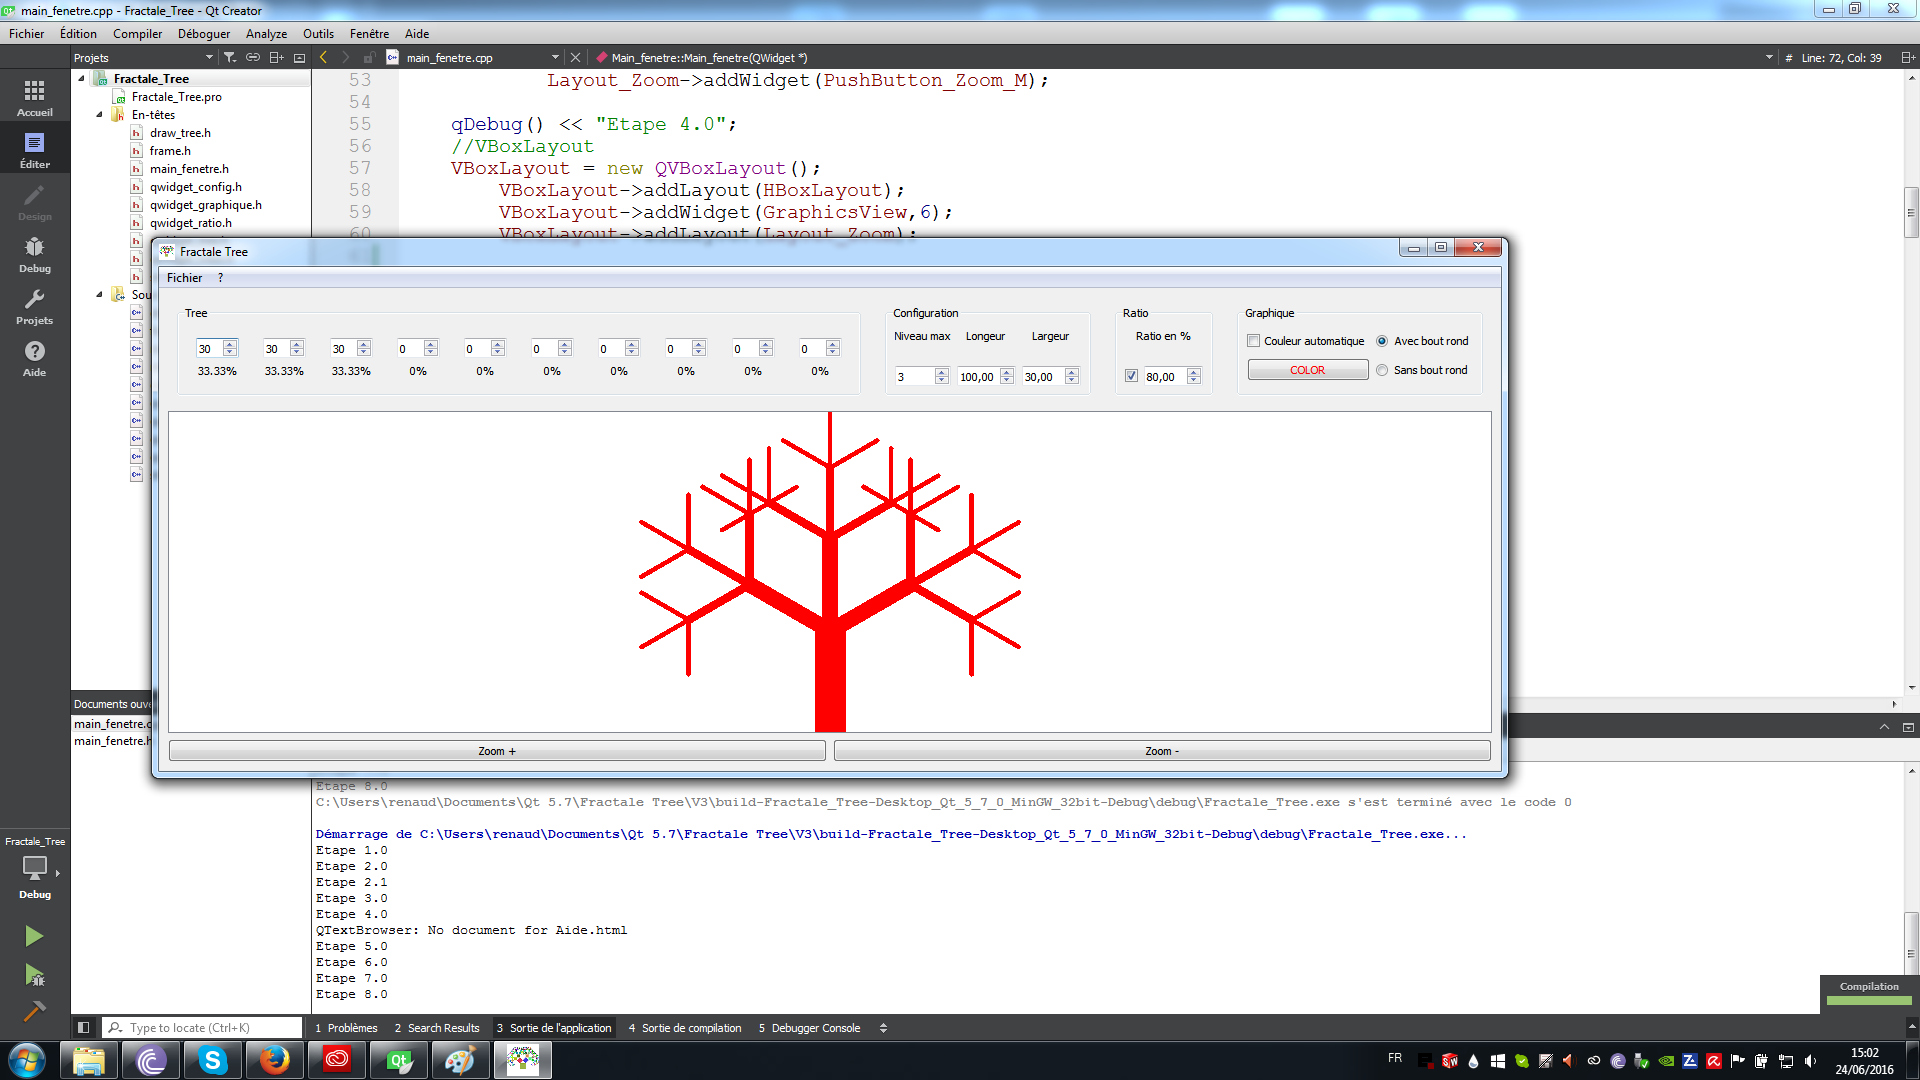 main_fenetre.cpp - Fractale_Tree - Qt Creator
Fichier Édition Compiler Déboguer Analyze Outils Fenêtre Aide
Projets main_fenetre.cpp Main_fenetre::Main_fenetre(QWidget *) # Line: 72, Col: 39
Accueil
Éditer
Design
Debug
Projets
Aide
Fractale_Tree
Fractale_Tree.pro
En-têtes
draw_tree.h
frame.h
main_fenetre.h
qwidget_config.h
qwidget_graphique.h
qwidget_ratio.h
Sou
53 Layout_Zoom->addWidget(PushButton_Zoom_M);
54
55 qDebug() << "Etape 4.0";
56 //VBoxLayout
57 VBoxLayout = new QVBoxLayout();
58 VBoxLayout->addLayout(HBoxLayout);
59 VBoxLayout->addWidget(GraphicsView,6);
60 VBoxLayout->addLayout(Layout_Zoom);
Fractale Tree
Fichier ?
Tree
30 30 30 0 0 0 0 0 0 0
33.33% 33.33% 33.33% 0% 0% 0% 0% 0% 0% 0%
Configuration
Niveau max Longeur Largeur
3 100,00 30,00
Ratio
Ratio en %
80,00
Graphique
Couleur automatique Avec bout rond
COLOR Sans bout rond
Zoom + Zoom -
Documents ouve
main_fenetre.c
main_fenetre.h
Etape 8.0
C:\Users\renaud\Documents\Qt 5.7\Fractale Tree\V3\build-Fractale_Tree-Desktop_Qt_5_7_0_MinGW_32bit-Debug\debug\Fractale_Tree.exe s'est terminé avec le code 0
Démarrage de C:\Users\renaud\Documents\Qt 5.7\Fractale Tree\V3\build-Fractale_Tree-Desktop_Qt_5_7_0_MinGW_32bit-Debug\debug\Fractale_Tree.exe...
Etape 1.0
Etape 2.0
Etape 2.1
Etape 3.0
Etape 4.0
QTextBrowser: No document for Aide.html
Etape 5.0
Etape 6.0
Etape 7.0
Etape 8.0
Fractale_Tree
Debug
Compilation
Type to locate (Ctrl+K) 1 Problèmes 2 Search Results 3 Sortie de l'application 4 Sortie de compilation 5 Debugger Console
FR
15:02
24/06/2016